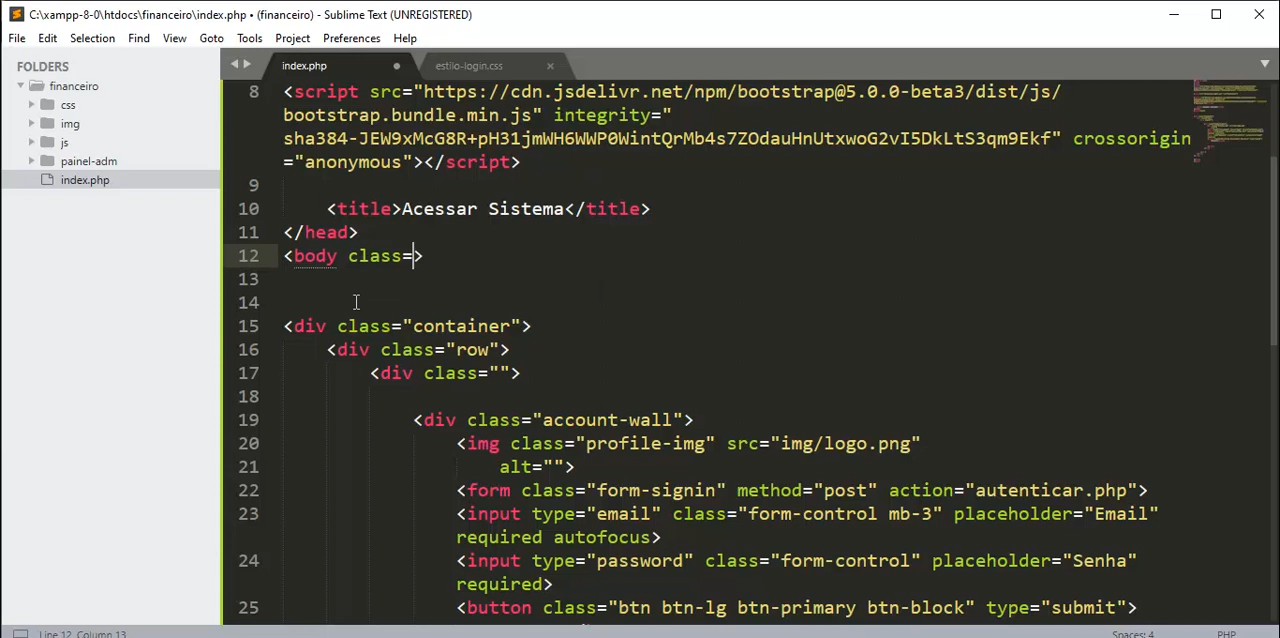 C:\xampp-8-0\htdocs\financeiro\index.php • (financeiro) - Sublime Text (UNREGISTERED)
File Edit Selection Find View Goto Tools Project Preferences Help
FOLDERS
financeiro
css
img
js
painel-adm
index.php
index.php estilo-login.css
8 <script src="https://cdn.jsdelivr.net/npm/bootstrap@5.0.0-beta3/dist/js/
bootstrap.bundle.min.js" integrity="
sha384-JEW9xMcG8R+pH31jmWH6WWP0WintQrMb4s7ZOdauHnUtxwoG2vI5DkLtS3qm9Ekf" crossorigin
="anonymous"></script>
9
10 <title>Acessar Sistema</title>
11 </head>
12 <body class=>
13
14
15 <div class="container">
16 <div class="row">
17 <div class="">
18
19 <div class="account-wall">
20 <img class="profile-img" src="img/logo.png"
21 alt="">
22 <form class="form-signin" method="post" action="autenticar.php">
23 <input type="email" class="form-control mb-3" placeholder="Email"
required autofocus>
24 <input type="password" class="form-control" placeholder="Senha"
required>
25 <button class="btn btn-lg btn-primary btn-block" type="submit">
Line 12, Column 13 Spaces: 4 PHP